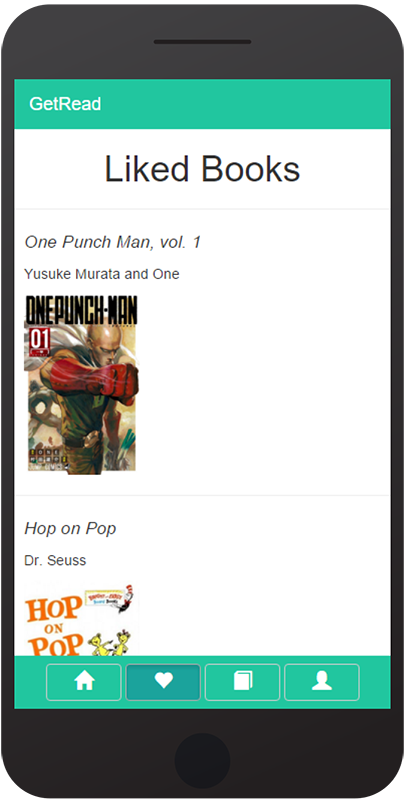 GetRead
Liked Books
One Punch Man, vol. 1
Yusuke Murata and One
ONEPUNCH-MAN
01
Hop on Pop
Dr. Seuss
HOP
ON
POP